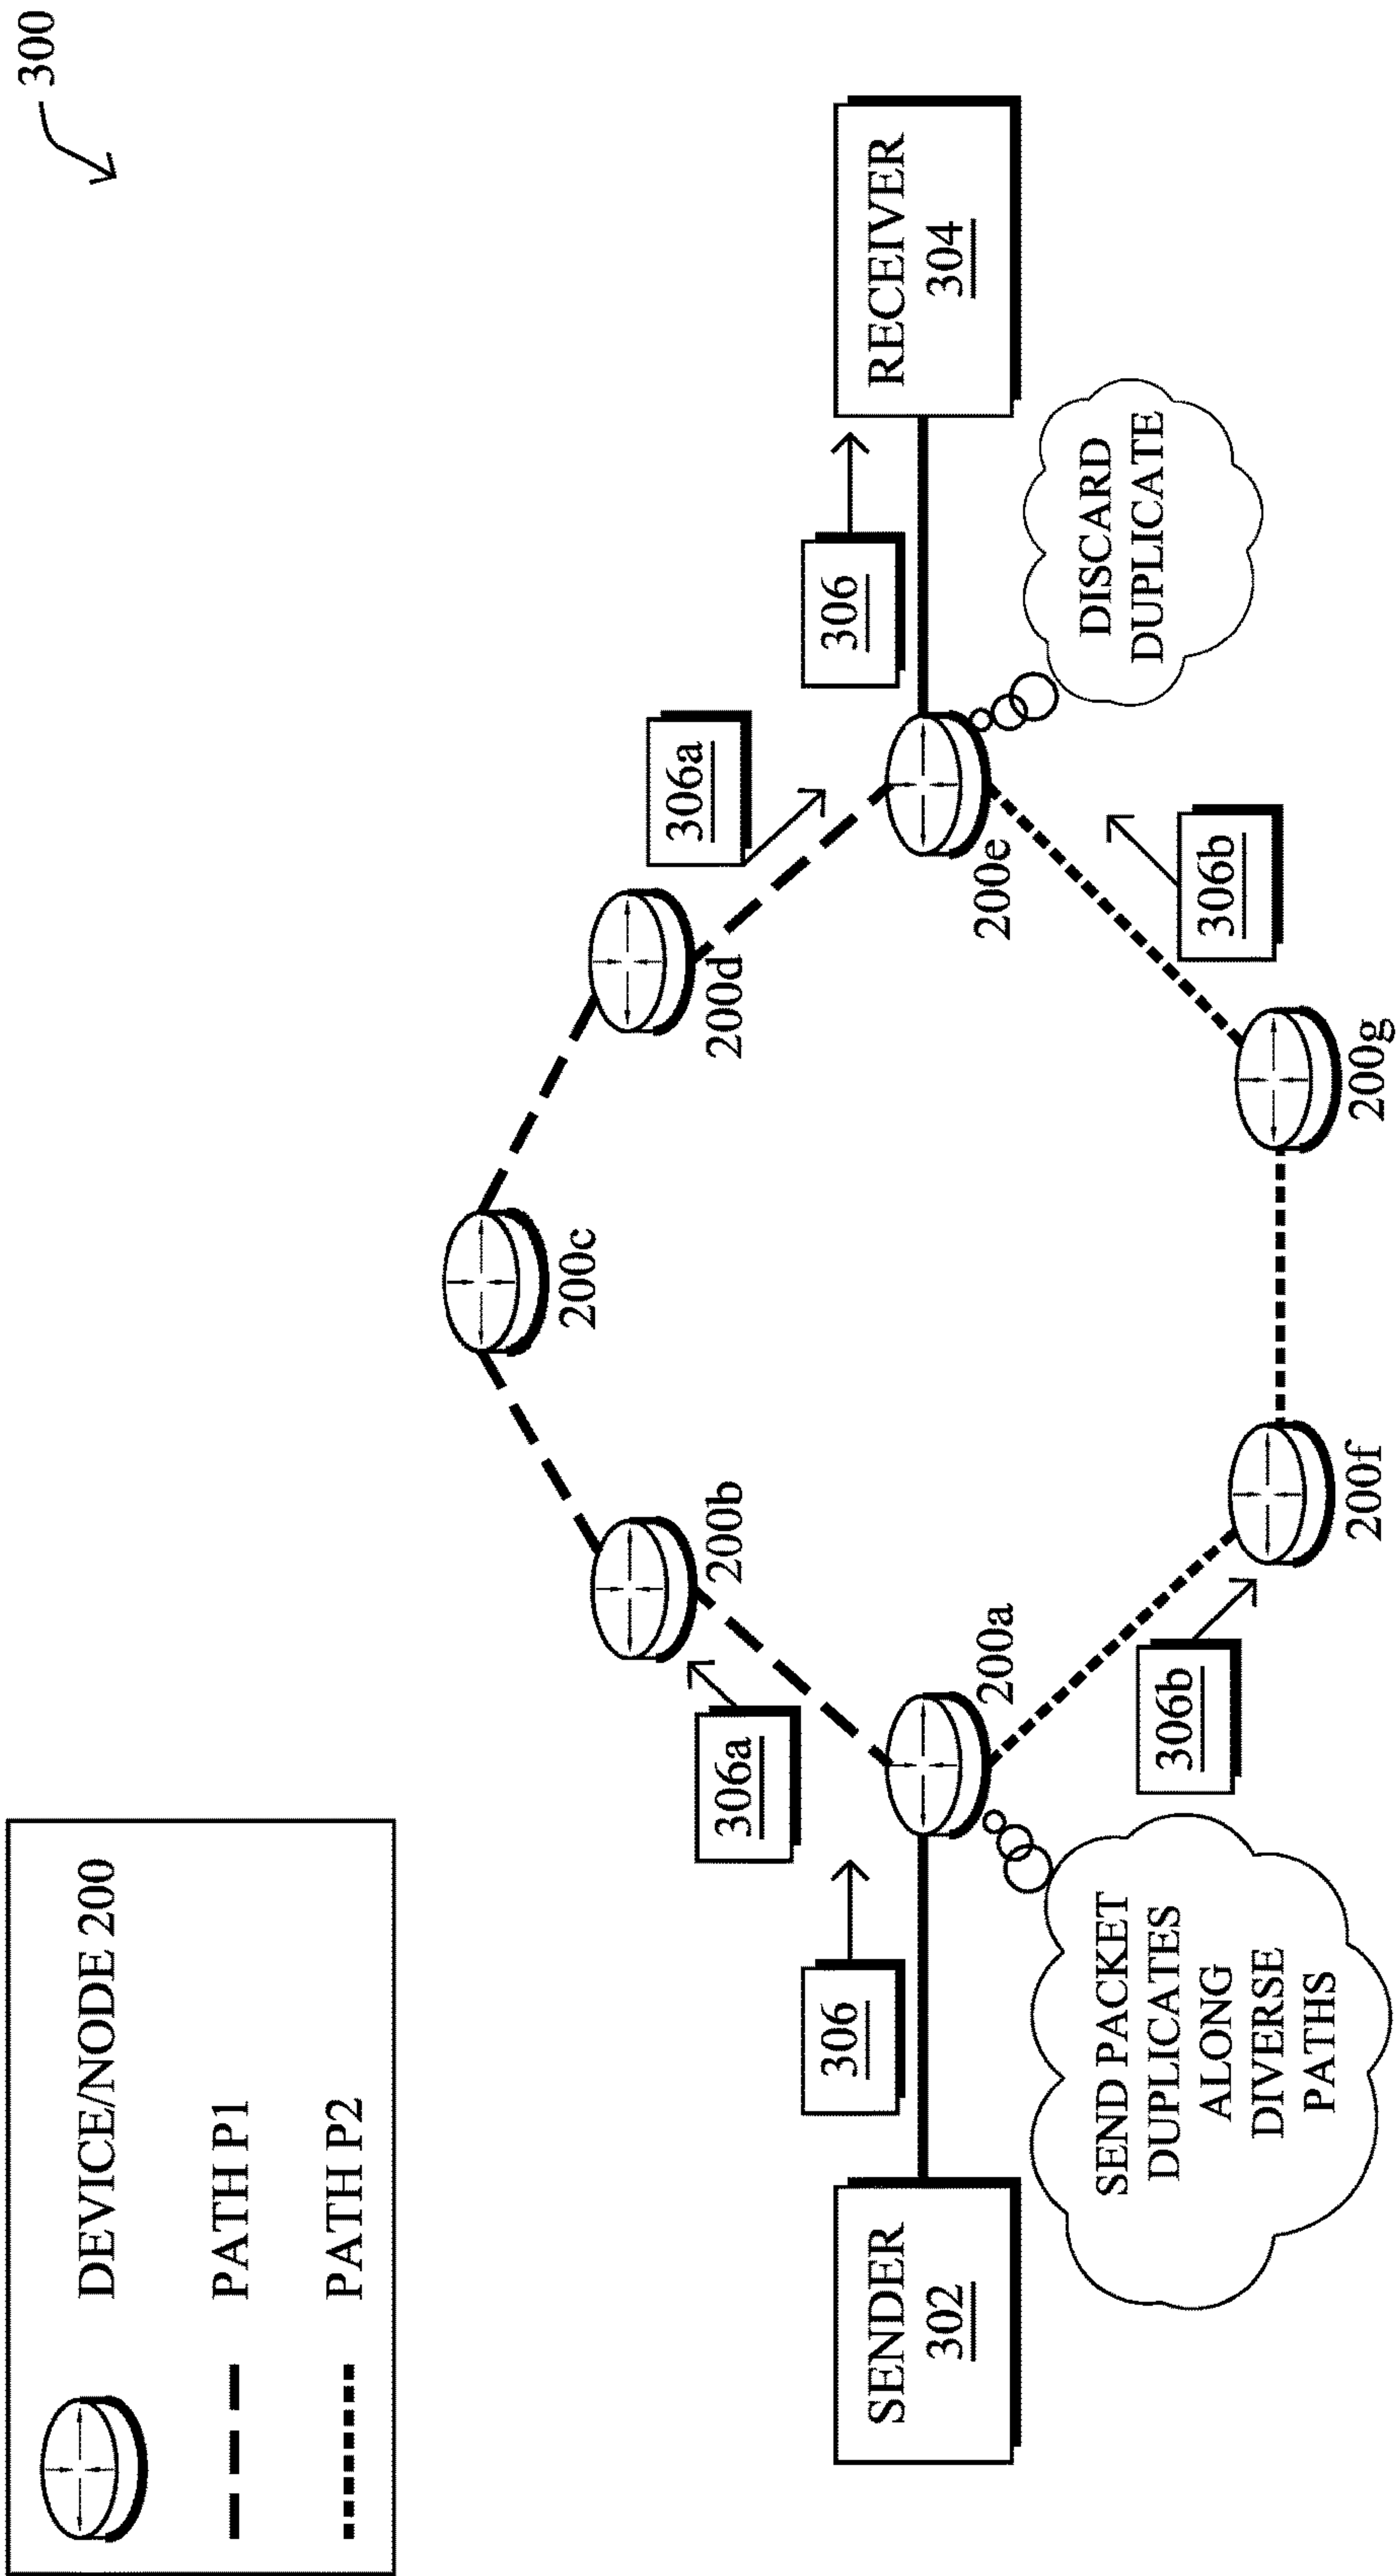 300
DEVICE/NODE 200
PATH P1
PATH P2
200c
200b
200d
306a
306a
306
306
SENDER
302
RECEIVER
304
200a
200e
SEND PACKET
DUPLICATES
ALONG
DIVERSE
PATHS
DISCARD
DUPLICATE
306b
306b
200f
200g